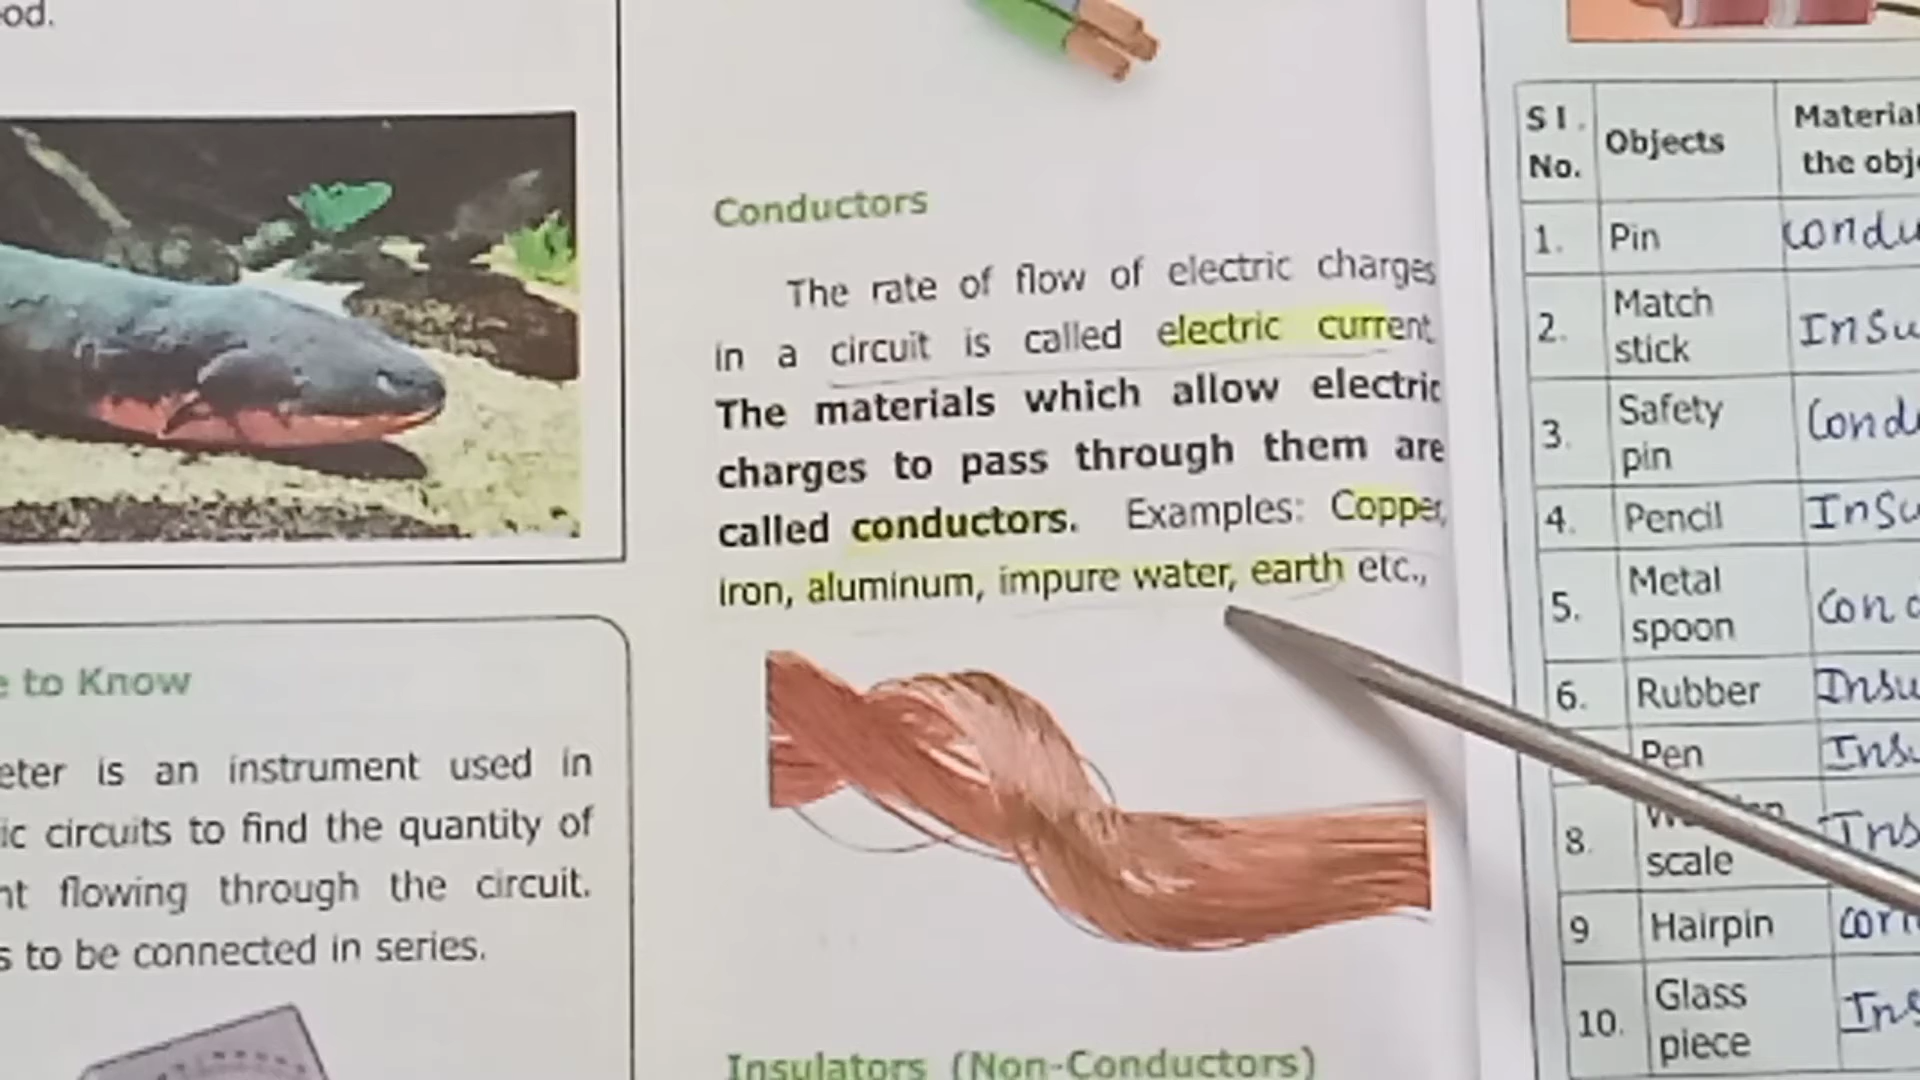 od.
Conductors
The rate of flow of electric charges
in a circuit is called electric current.
The materials which allow electric
charges to pass through them are
called conductors. Examples: Copper,
iron, aluminum, impure water, earth etc.,
Insulators (Non-Conductors)
e to Know
eter is an instrument used in
ic circuits to find the quantity of
nt flowing through the circuit.
s to be connected in series.
Sl. No. Objects Material
the obje
1. Pin Condu
2. Match stick Insu
3. Safety pin Condu
4. Pencil Insu
5. Metal spoon Cond
6. Rubber Insu
Pen Insu
8. scale Ins
9 Hairpin Con
10. Glass piece Ins